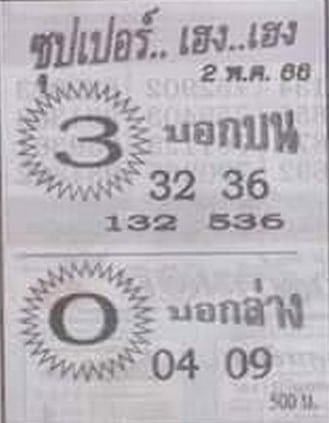 ซุปเปอร์.. เฮง..เฮง
2 พ.ค. 66
3 บอกบน
32 36
132 536
0 บอกล่าง
04 09
500 น.